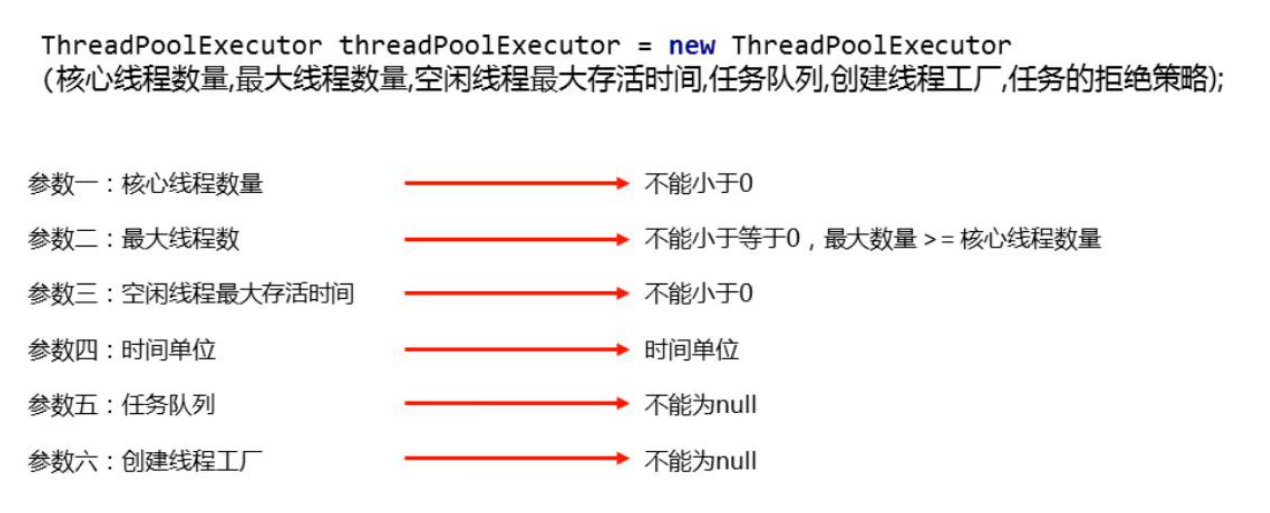 ThreadPoolExecutor threadPoolExecutor = new ThreadPoolExecutor
(核心线程数量,最大线程数量,空闲线程最大存活时间,任务队列,创建线程工厂,任务的拒绝策略);
参数一：核心线程数量 不能小于0
参数二：最大线程数 不能小于等于0，最大数量 >= 核心线程数量
参数三：空闲线程最大存活时间 不能小于0
参数四：时间单位 时间单位
参数五：任务队列 不能为null
参数六：创建线程工厂 不能为null